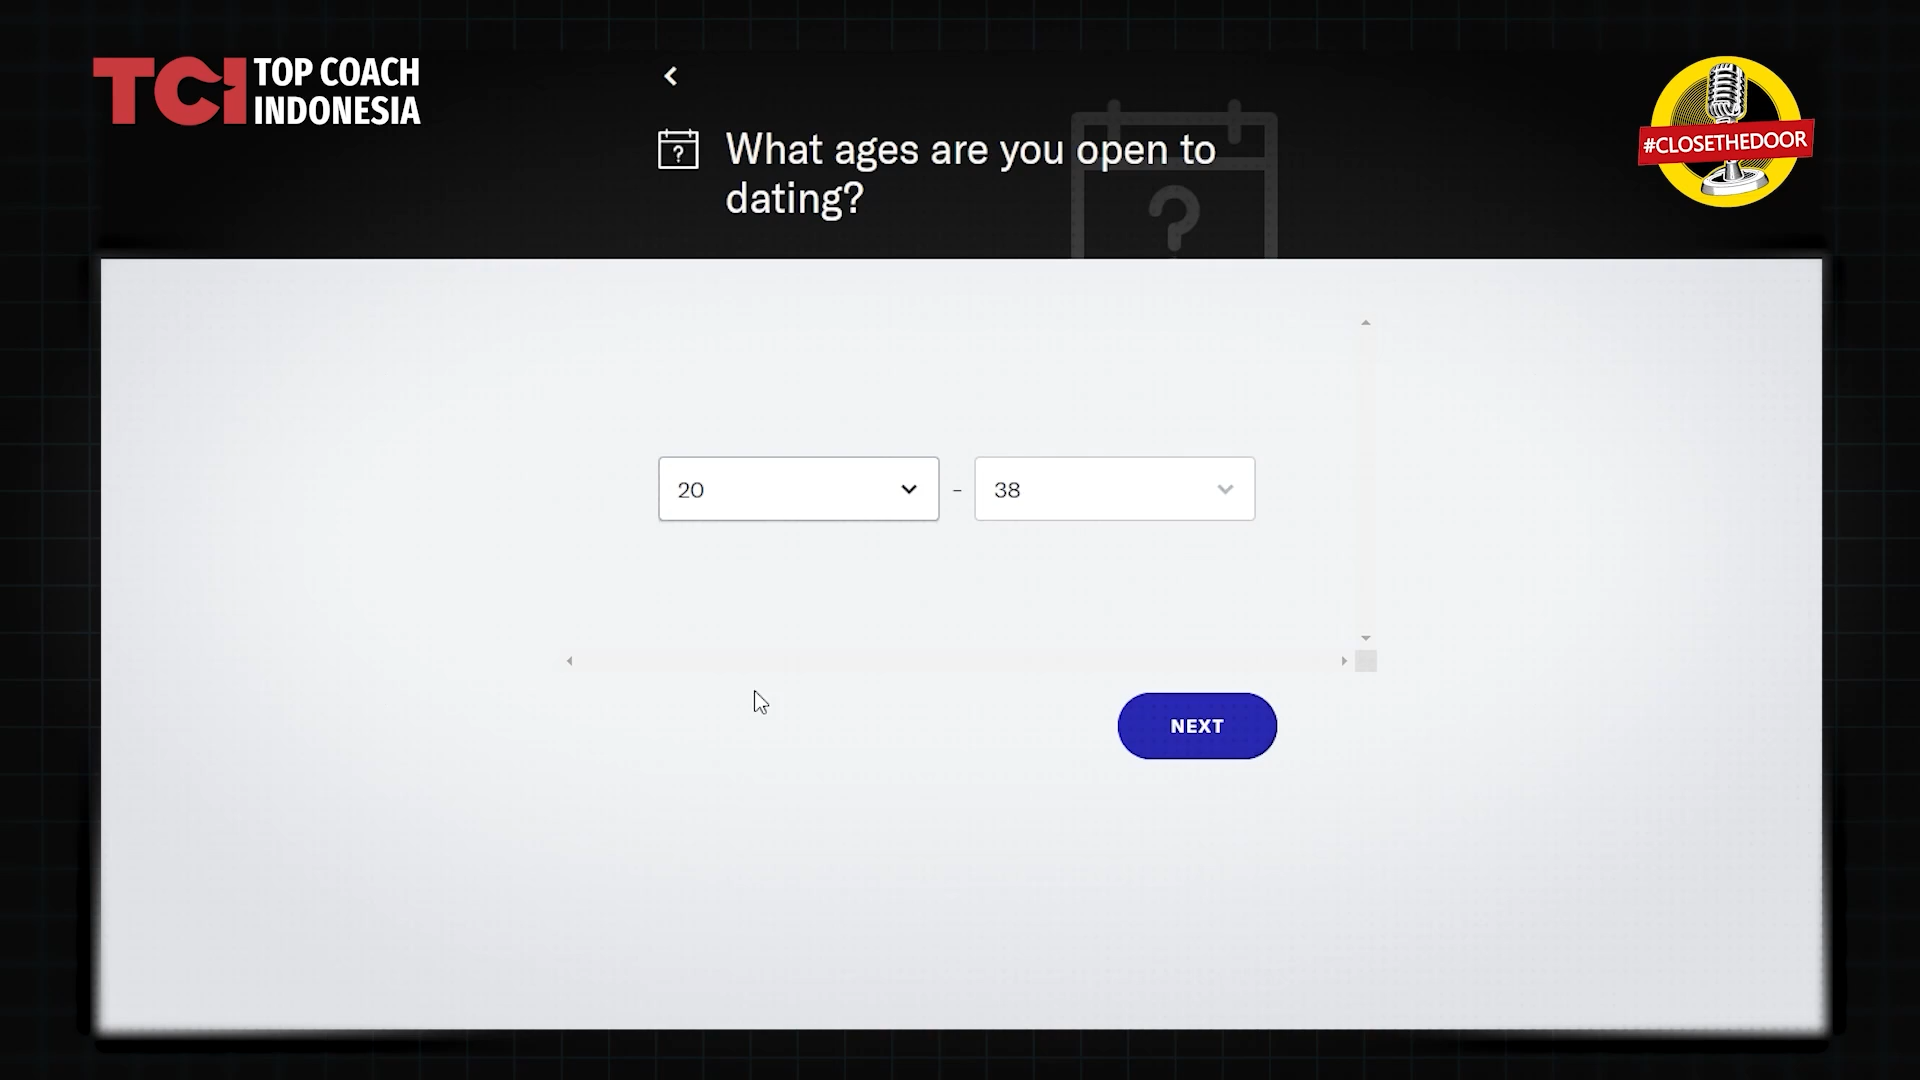 TCI TOP COACH
INDONESIA
What ages are you open to
dating?
#CLOSETHEDOOR
20 - 38
NEXT